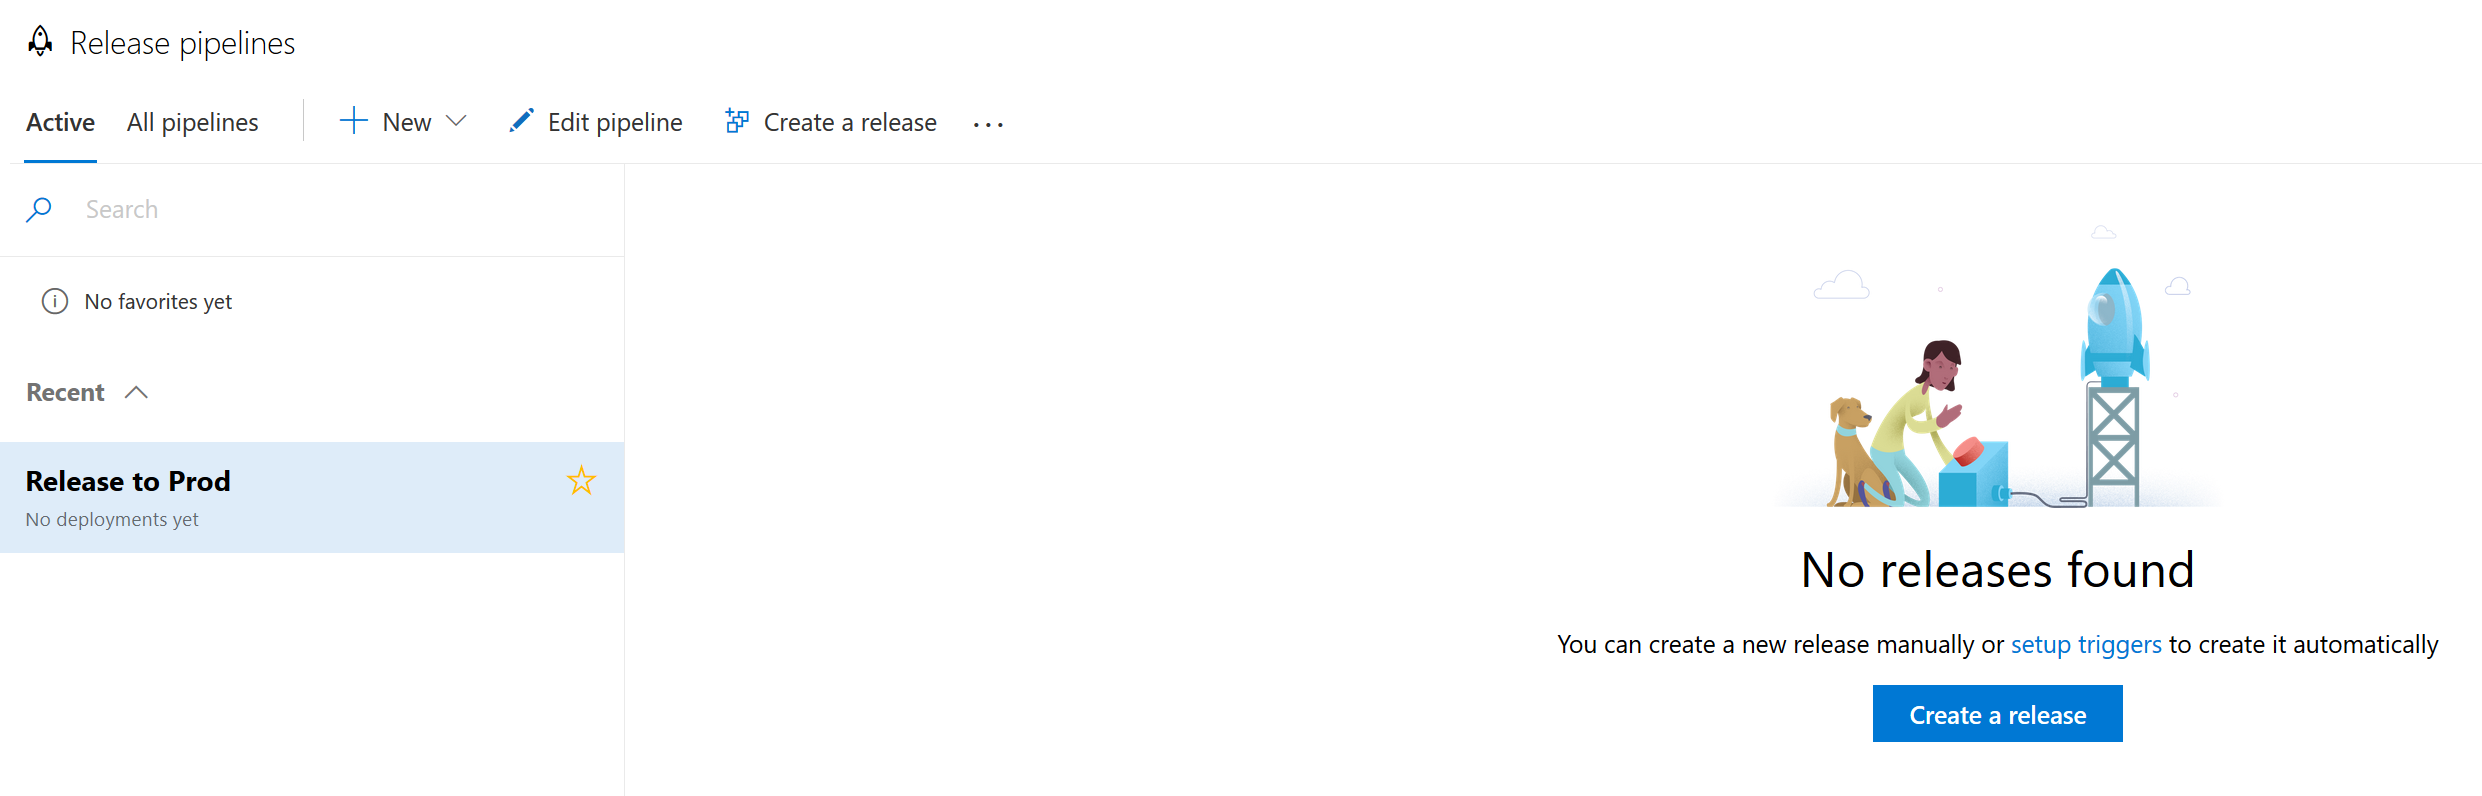 Release pipelines
Active All pipelines New Edit pipeline Create a release ...
Search
No favorites yet
Recent
Release to Prod
No deployments yet
No releases found
You can create a new release manually or setup triggers to create it automatically
Create a release